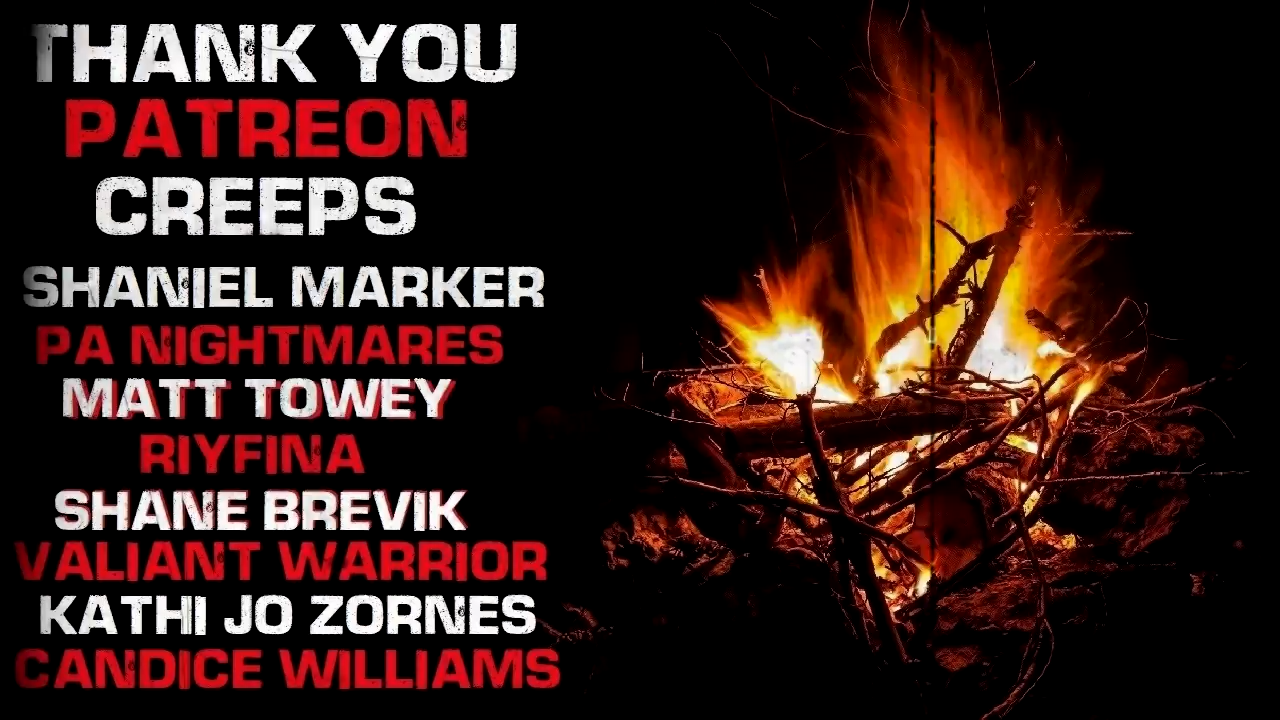 THANK YOU
PATREON
CREEPS
SHANIEL MARKER
PA NIGHTMARES
MATT TOWEY
RIYFINA
SHANE BREVIK
VALIANT WARRIOR
KATHI JO ZORNES
CANDICE WILLIAMS